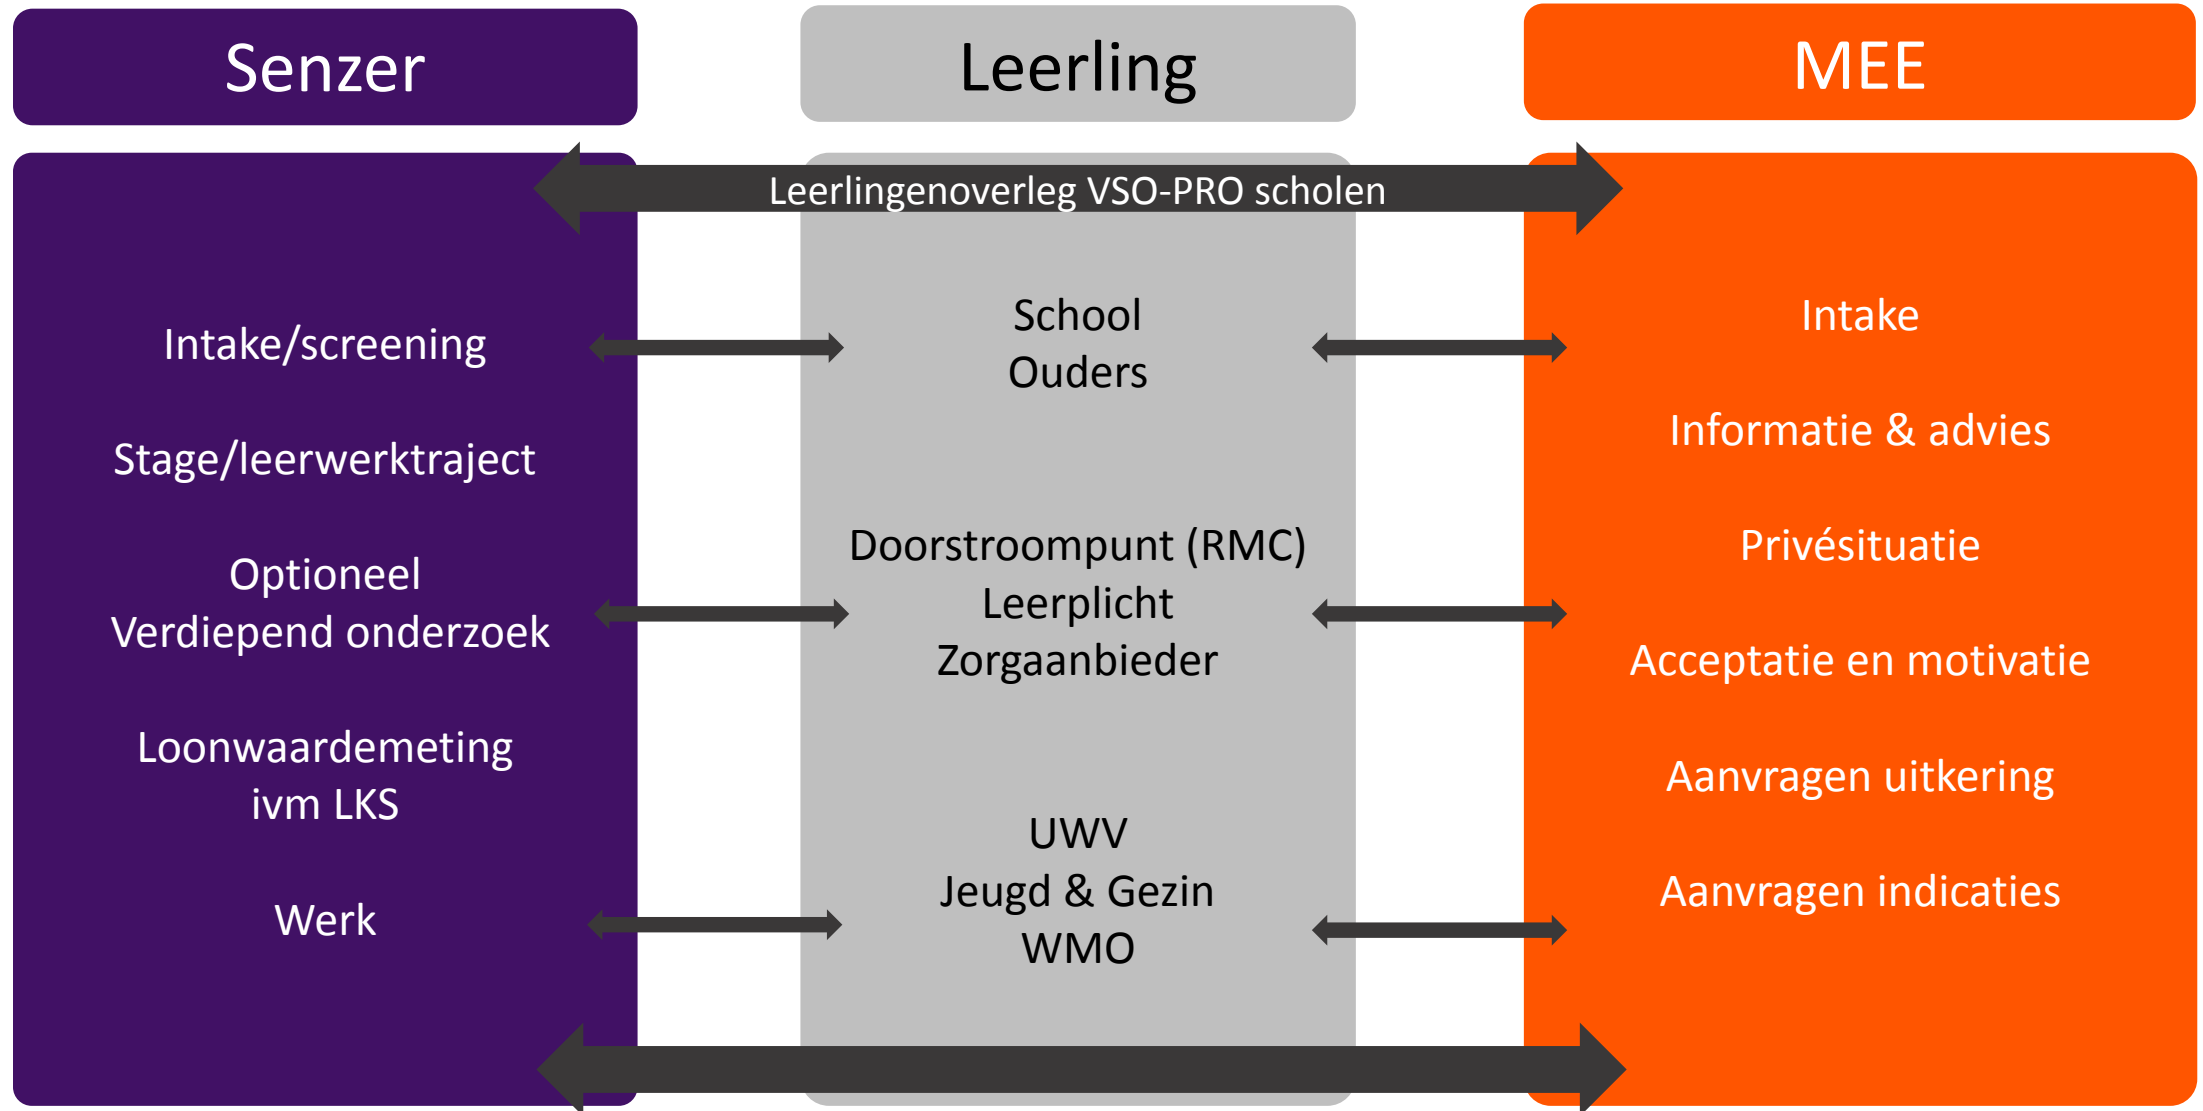 Senzer
Leerling
MEE
Leerlingenoverleg VSO-PRO scholen
Intake/screening
Stage/leerwerktraject
Optioneel
Verdiepend onderzoek
Loonwaardemeting
ivm LKS
Werk
School
Ouders
Doorstroompunt (RMC)
Leerplicht
Zorgaanbieder
UWV
Jeugd & Gezin
WMO
Intake
Informatie & advies
Privésituatie
Acceptatie en motivatie
Aanvragen uitkering
Aanvragen indicaties